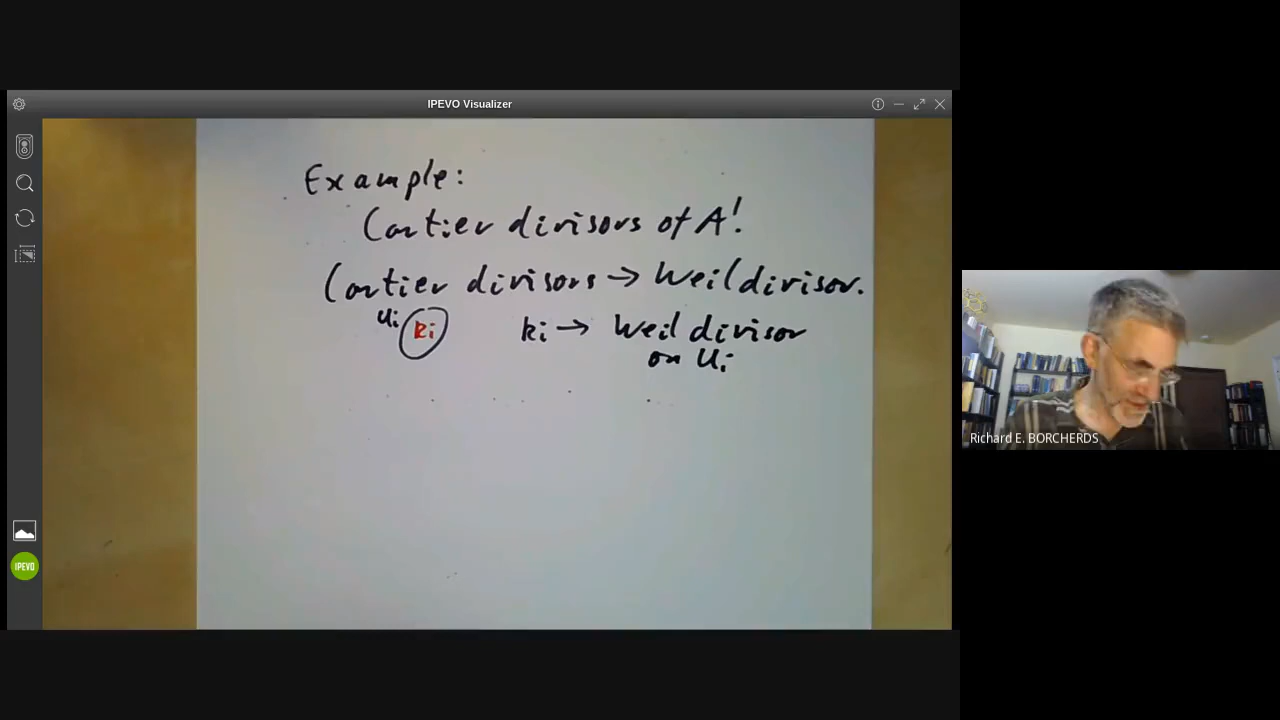 IPEVO Visualizer
Example:
Cartier divisors of A¹.
Cartier divisors → Weil divisor.
Ui ki ki → Weil divisor
on Ui
IPEVO
Richard E. BORCHERDS